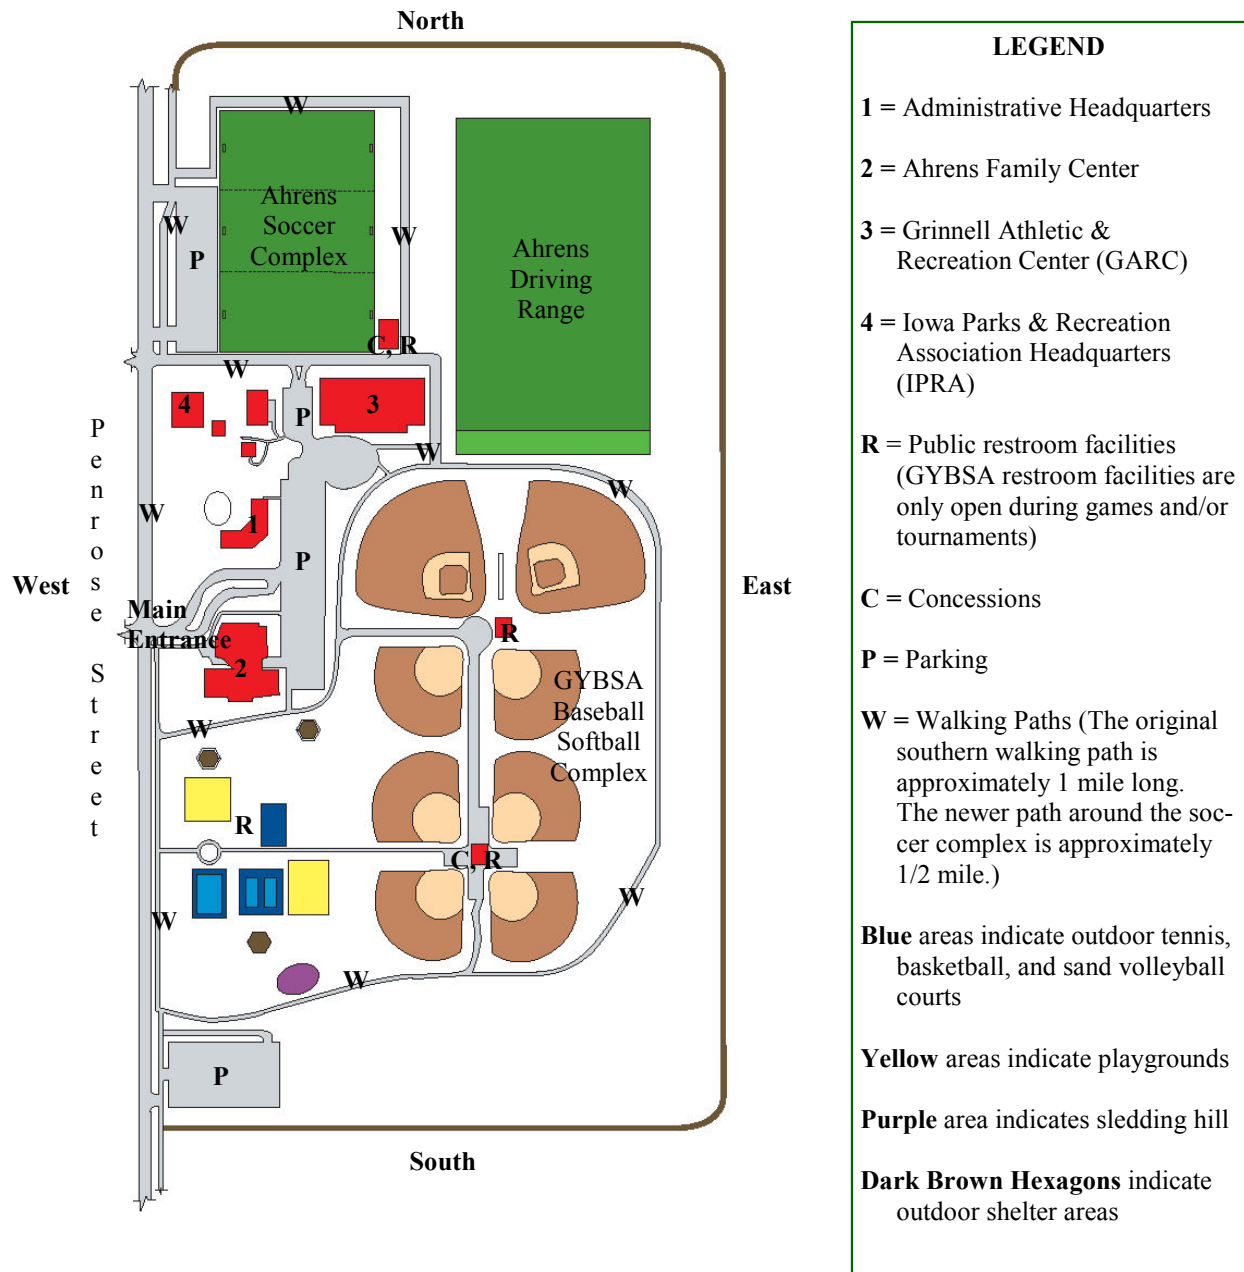 North
W
Ahrens
Soccer
Complex
W
W
P
Ahrens
Driving
Range
C, R
W
4
P
3
W
W
W
1
P
Penrose Street
West
East
Main
Entrance
R
2
GYBSA
Baseball
Softball
Complex
W
R
C, R
W
W
W
P
South
LEGEND
1 = Administrative Headquarters
2 = Ahrens Family Center
3 = Grinnell Athletic &
Recreation Center (GARC)
4 = Iowa Parks & Recreation
Association Headquarters
(IPRA)
R = Public restroom facilities
(GYBSA restroom facilities are
only open during games and/or
tournaments)
C = Concessions
P = Parking
W = Walking Paths (The original
southern walking path is
approximately 1 mile long.
The newer path around the soc-
cer complex is approximately
1/2 mile.)
Blue areas indicate outdoor tennis,
basketball, and sand volleyball
courts
Yellow areas indicate playgrounds
Purple area indicates sledding hill
Dark Brown Hexagons indicate
outdoor shelter areas